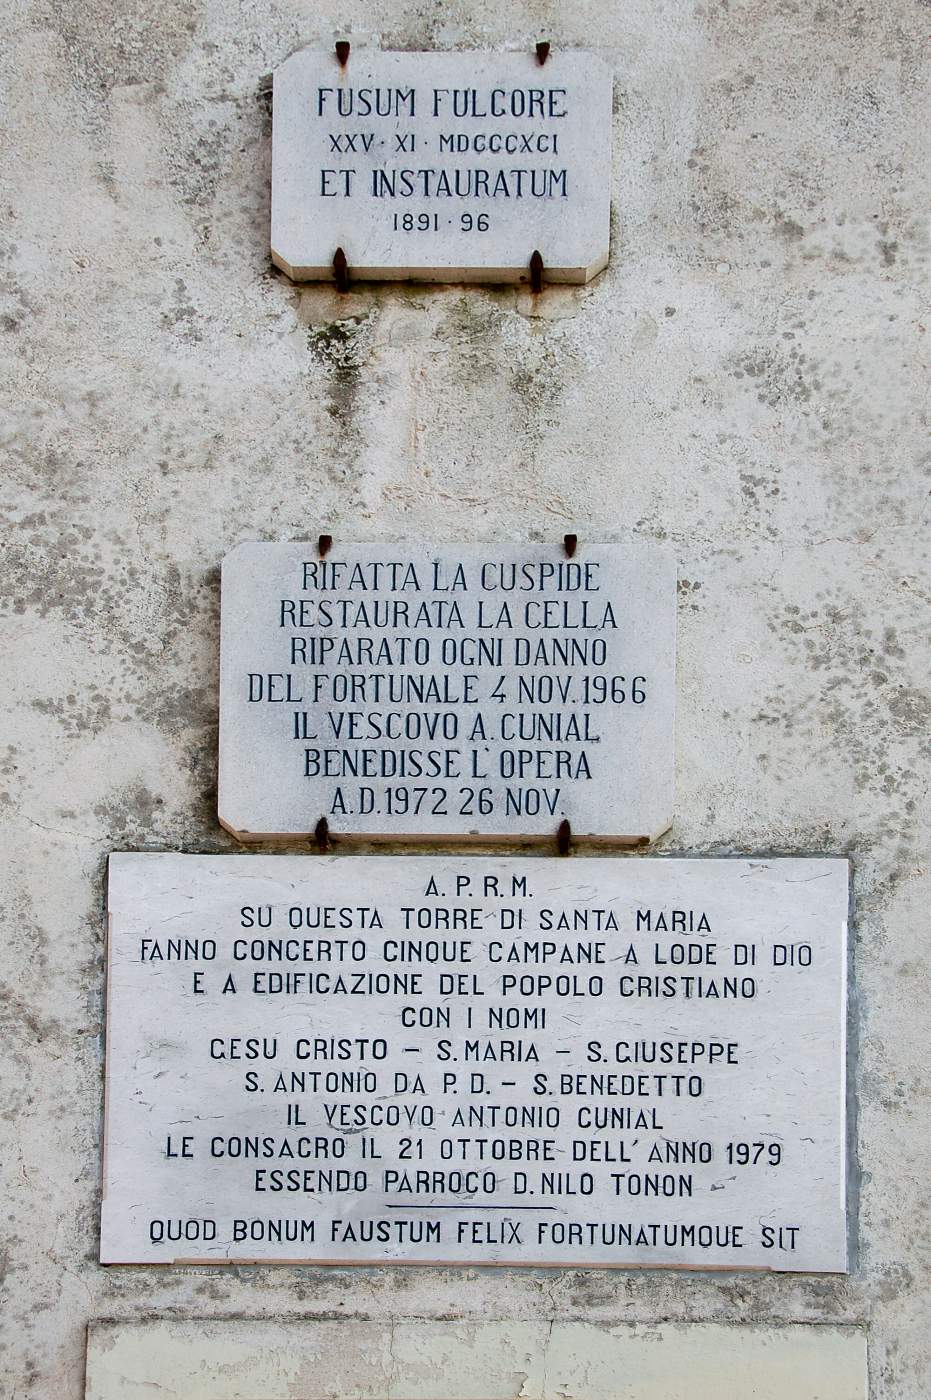 FUSUM FULGORE
XXV·XI·MDCCCXCI
ET INSTAURATUM
1891·96
RIFATTA LA CUSPIDE
RESTAURATA LA CELLA
RIPARATO OGNI DANNO
DEL FORTUNALE 4 NOV. 1966
IL VESCOVO A. CUNIAL
BENEDISSE L'OPERA
A.D. 1972 26 NOV.
A. P. R. M.
SU QUESTA TORRE DI SANTA MARIA
FANNO CONCERTO CINQUE CAMPANE A LODE DI DIO
E A EDIFICAZIONE DEL POPOLO CRISTIANO
CON I NOMI
GESU CRISTO - S. MARIA - S. GIUSEPPE
S. ANTONIO DA P. D. - S. BENEDETTO
IL VESCOVO ANTONIO CUNIAL
LE CONSACRO IL 21 OTTOBRE DELL'ANNO 1979
ESSENDO PARROCO D. NILO TONON
QUOD BONUM FAUSTUM FELIX FORTUNATUMQUE SIT